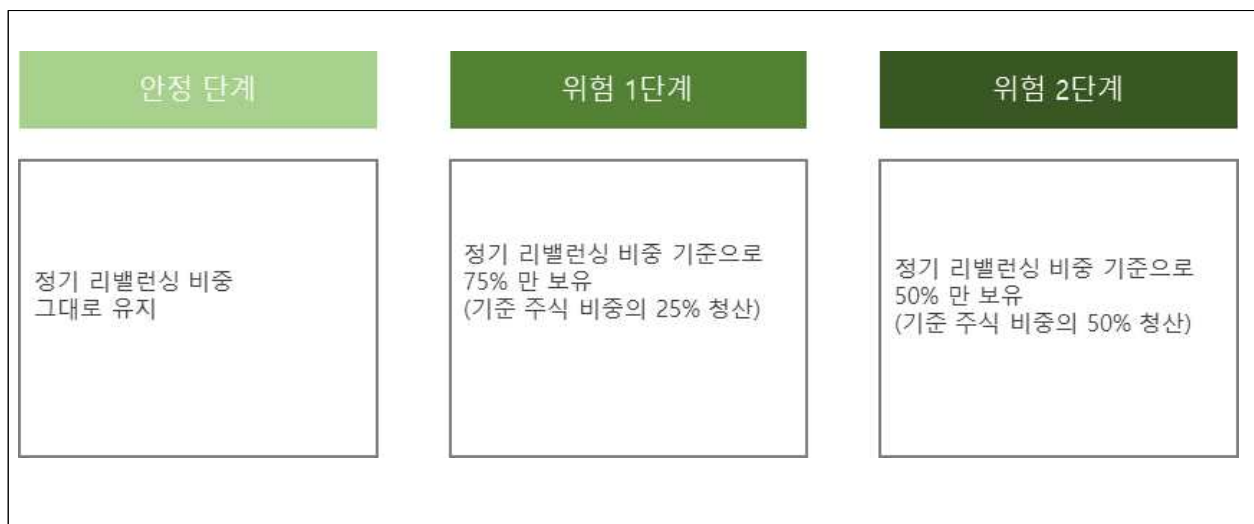 안정 단계
정기 리밸런싱 비중
그대로 유지
위험 1단계
정기 리밸런싱 비중 기준으로
75% 만 보유
(기준 주식 비중의 25% 청산)
위험 2단계
정기 리밸런싱 비중 기준으로
50% 만 보유
(기준 주식 비중의 50% 청산)